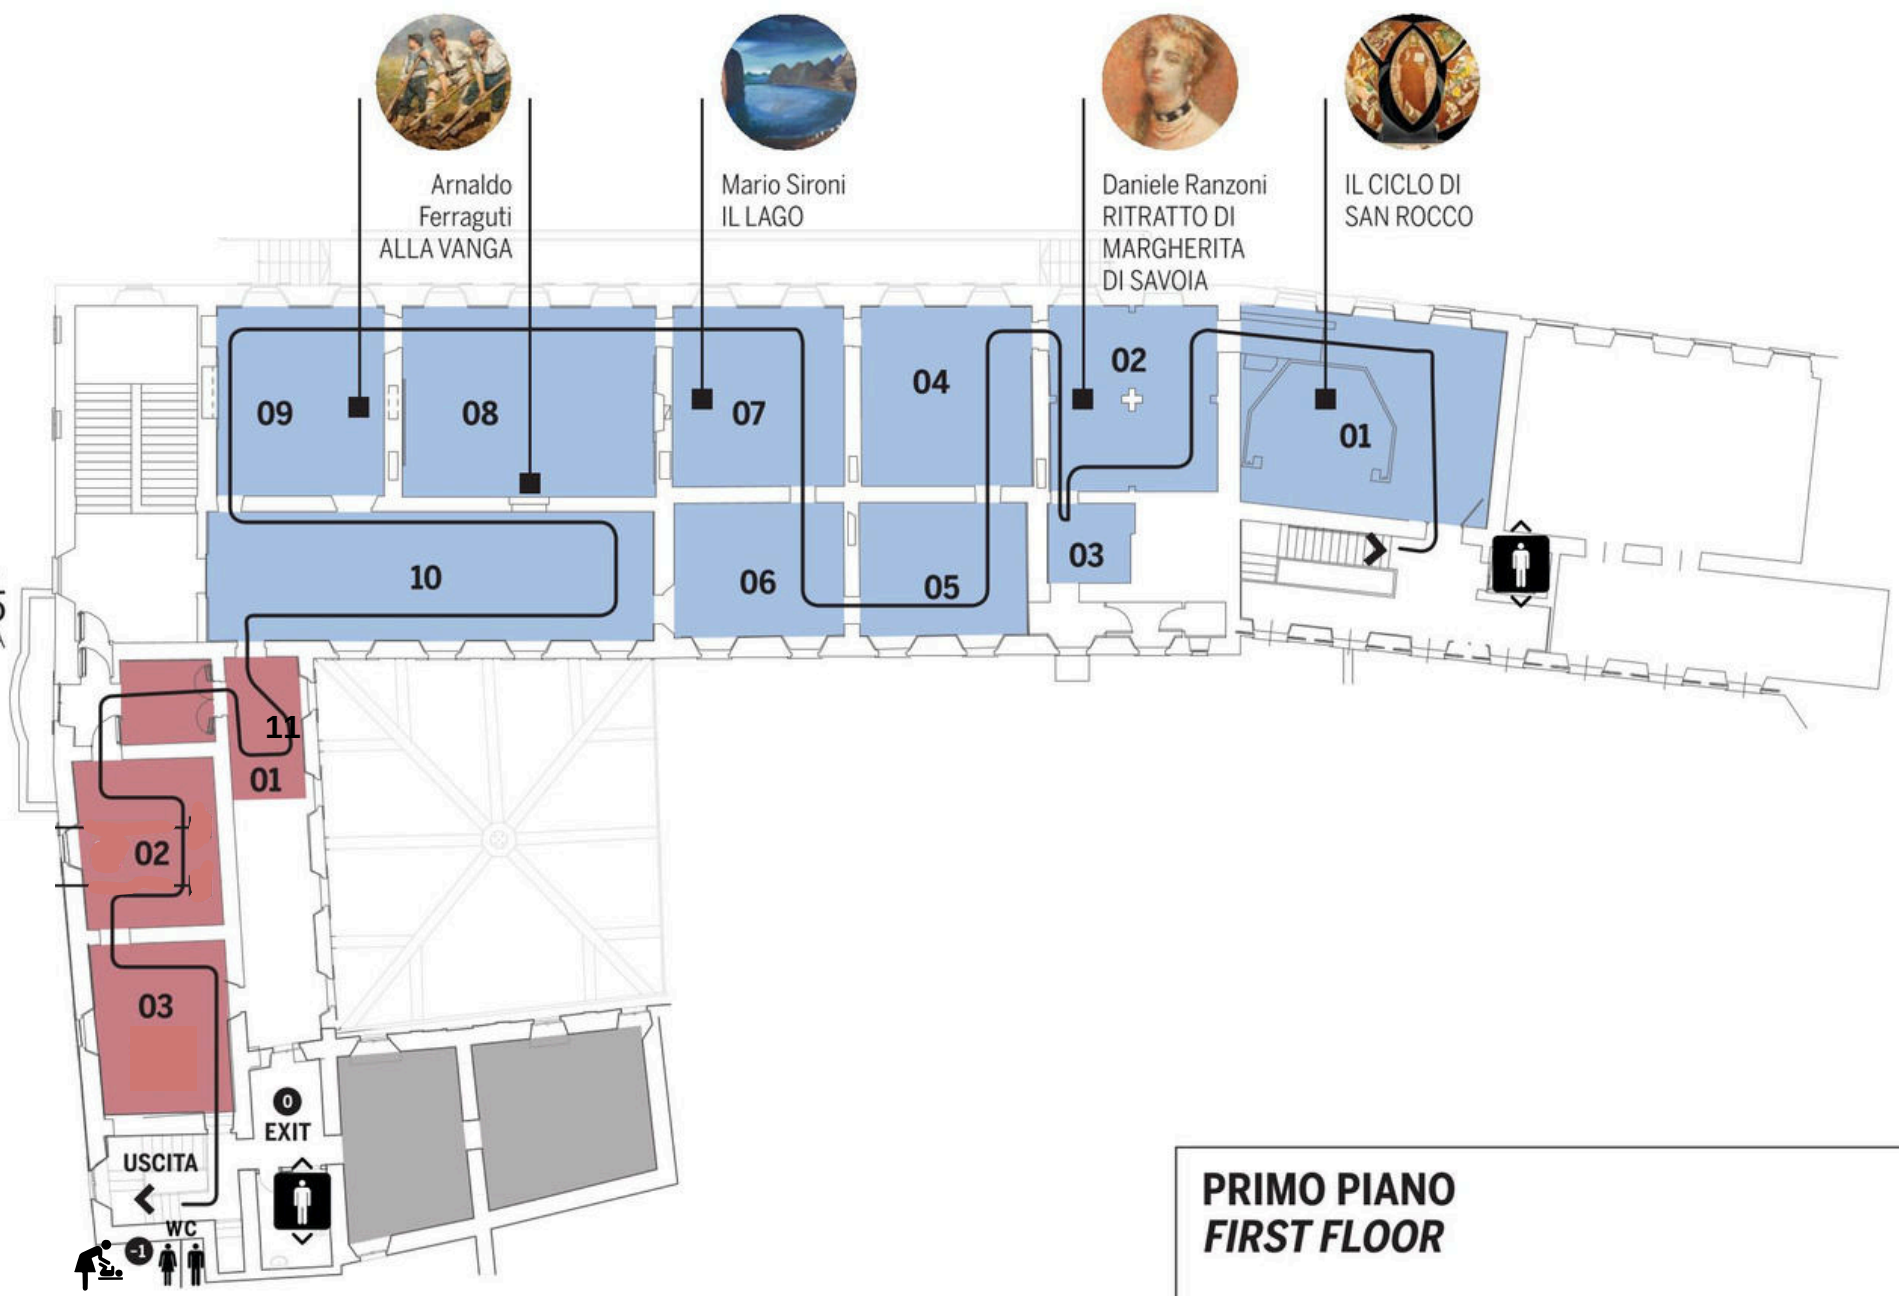 Arnaldo
Ferraguti
ALLA VANGA
Mario Sironi
IL LAGO
Daniele Ranzoni
RITRATTO DI
MARGHERITA
DI SAVOIA
IL CICLO DI
SAN ROCCO
09
08
07
04
02
01
10
06
05
03
11
01
02
03
0
EXIT
USCITA
WC
-1
PRIMO PIANO
FIRST FLOOR